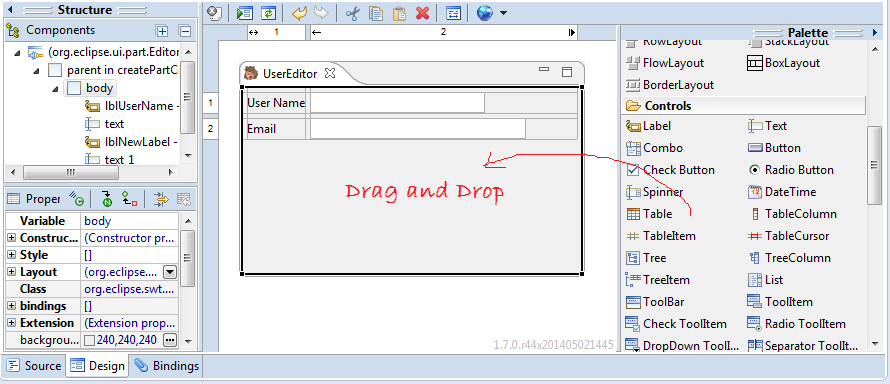 Structure
Components
(org.eclipse.ui.part.Editor
parent in createPartC
body
lblUserName -
text
lblNewLabel -
text 1
Proper
Variable body
Construc... (Constructor pr...
Style []
Layout (org.eclipse....
Class org.eclipse.swt....
bindings []
Extension (Extension prop...
backgrou... 240,240,240
Source Design Bindings
1 2
UserEditor
1 User Name
2 Email
Drag and Drop
1.7.0.r44x201405021445
Palette
RowLayout StackLayout
FlowLayout BoxLayout
BorderLayout
Controls
Label Text
Combo Button
Check Button Radio Button
Spinner DateTime
Table TableColumn
TableItem TableCursor
Tree TreeColumn
TreeItem List
ToolBar ToolItem
Check ToolItem Radio ToolItem
DropDown ToolI... Separator ToolIt...